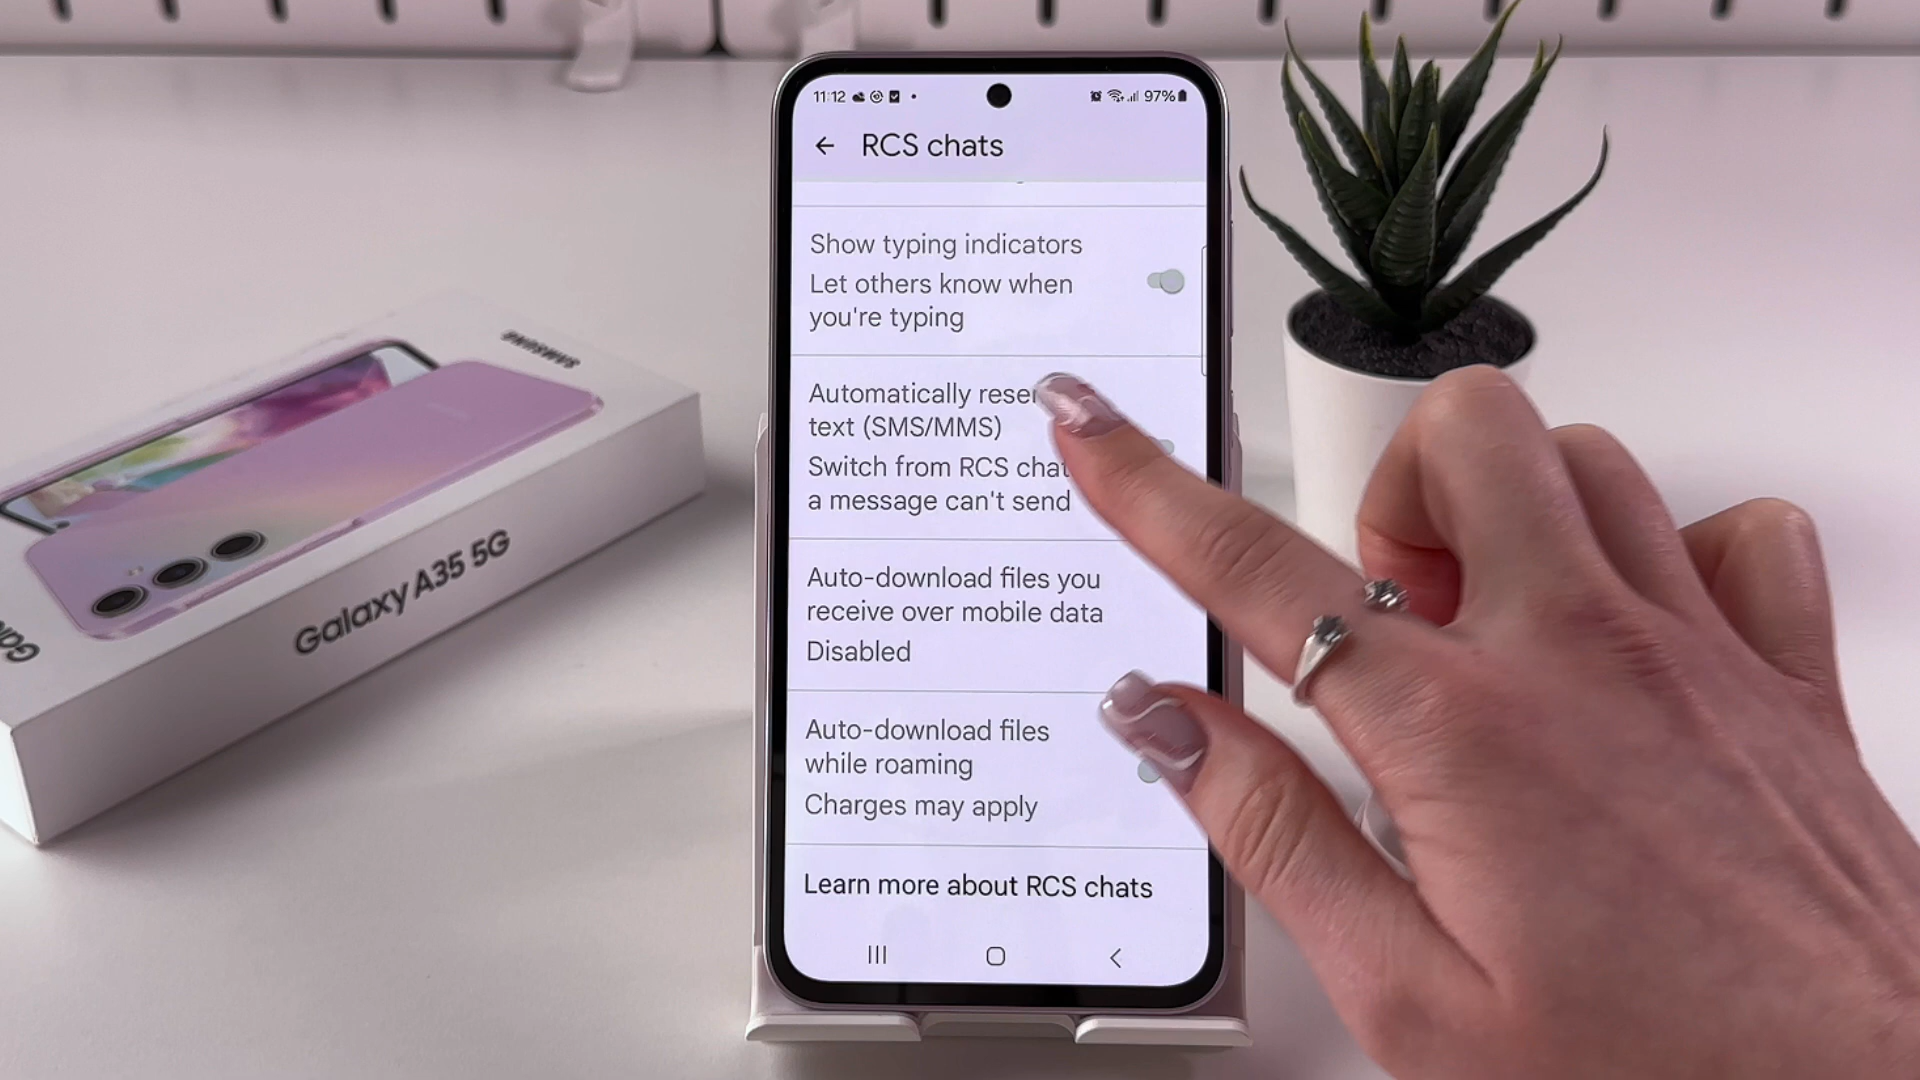 11:12
97%
RCS chats
Show typing indicators
Let others know when
you're typing
Automatically
text (SMS/MMS)
Switch from RCS
a message can't send
Auto-download files you
receive over mobile data
Disabled
Auto-download files
while roaming
Charges may apply
Learn more about RCS chats
SAMSUNG
Galaxy A35 5G